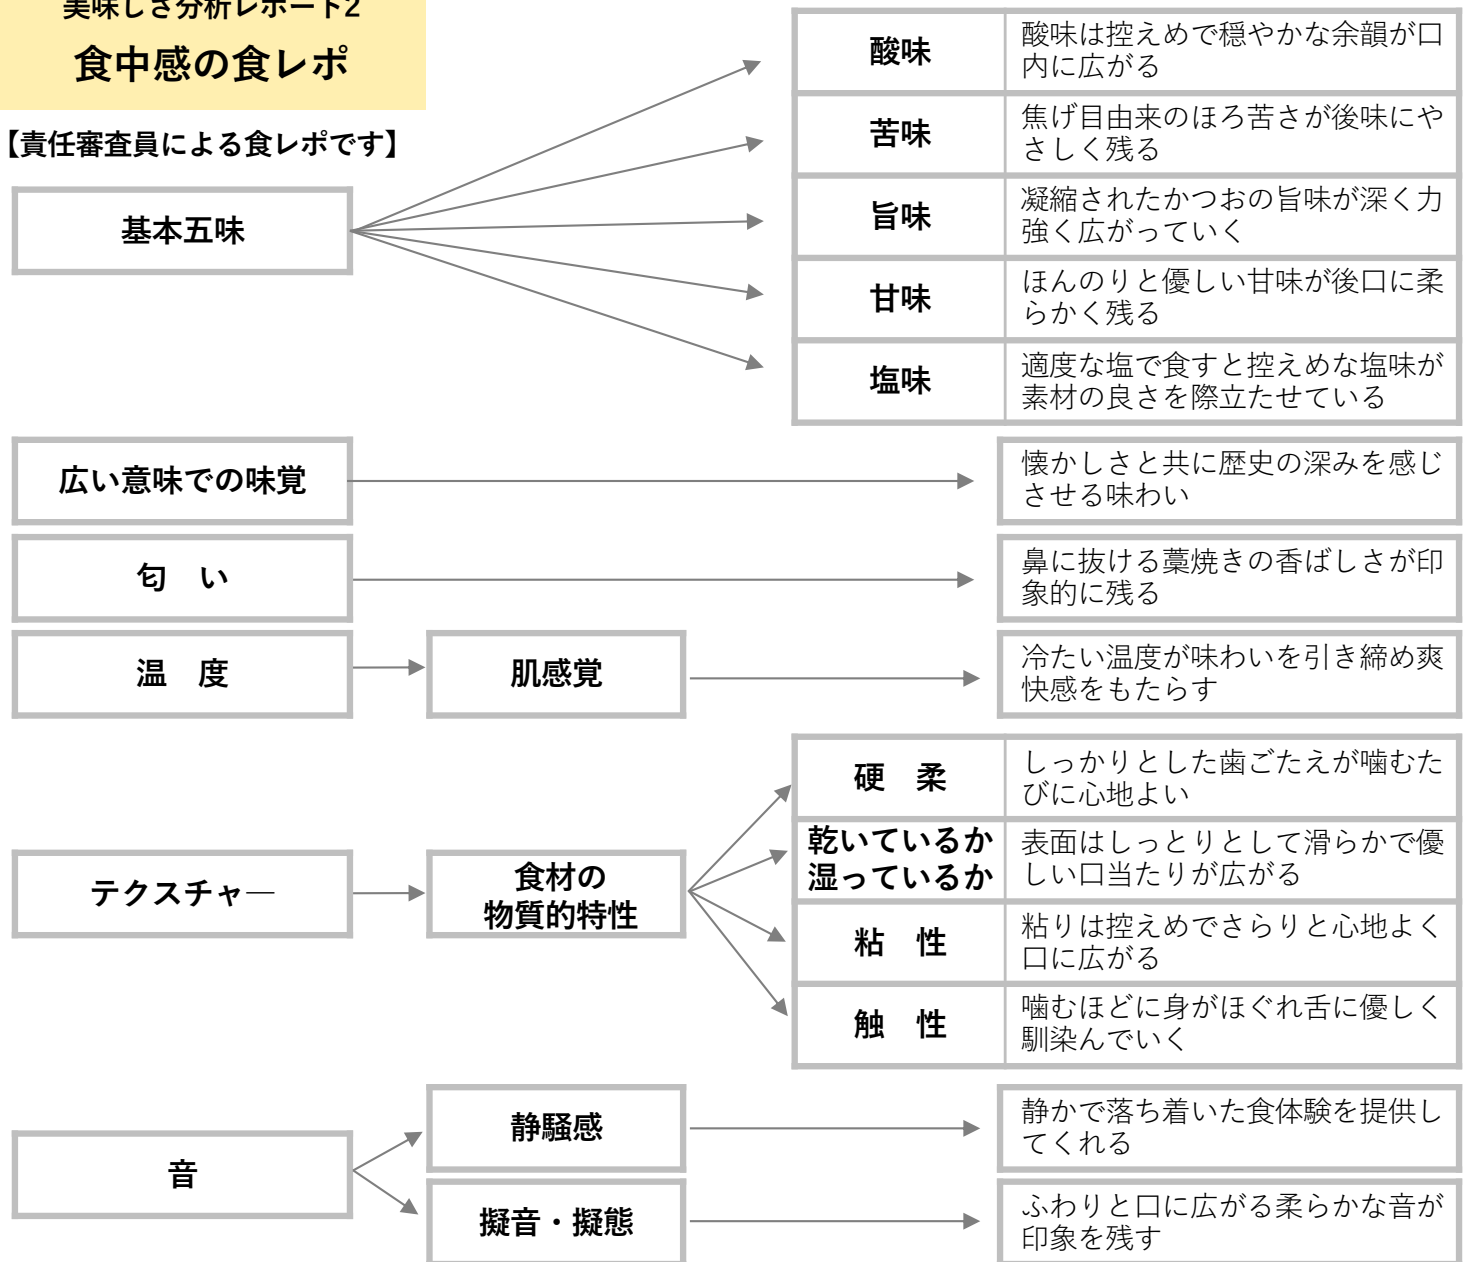 美味しさ分析レポート2
食中感の食レポ
【責任審査員による食レポです】
基本五味
酸味
酸味は控えめで穏やかな余韻が口
内に広がる
苦味
焦げ目由来のほろ苦さが後味にや
さしく残る
旨味
凝縮されたかつおの旨味が深く力
強く広がっていく
甘味
ほんのりと優しい甘味が後口に柔
らかく残る
塩味
適度な塩で食すと控えめな塩味が
素材の良さを際立たせている
広い意味での味覚
懐かしさと共に歴史の深みを感じ
させる味わい
匂　い
鼻に抜ける藁焼きの香ばしさが印
象的に残る
温　度
肌感覚
冷たい温度が味わいを引き締め爽
快感をもたらす
テクスチャ―
食材の
物質的特性
硬　柔
しっかりとした歯ごたえが噛むた
びに心地よい
乾いているか
湿っているか
表面はしっとりとして滑らかで優
しい口当たりが広がる
粘　性
粘りは控えめでさらりと心地よく
口に広がる
触　性
噛むほどに身がほぐれ舌に優しく
馴染んでいく
音
静騒感
静かで落ち着いた食体験を提供し
てくれる
擬音・擬態
ふわりと口に広がる柔らかな音が
印象を残す